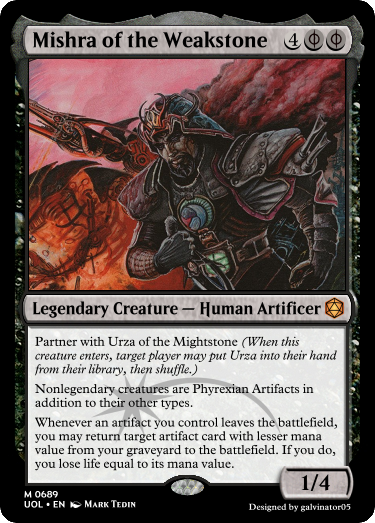 Mishra of the Weakstone 4
Legendary Creature — Human Artificer
Partner with Urza of the Mightstone (When this
creature enters, target player may put Urza into their hand
from their library, then shuffle.)
Nonlegendary creatures are Phyrexian Artifacts in
addition to their other types.
Whenever an artifact you control leaves the battlefield,
you may return target artifact card with lesser mana
value from your graveyard to the battlefield. If you do,
you lose life equal to its mana value.
1/4
M 0689
UOL • EN Mark Tedin
Designed by galvinator05